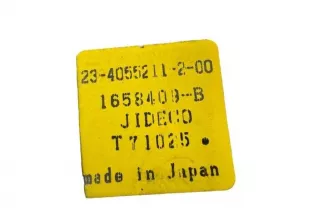 23-4055211-2-00
1658409-B
JIDECO
T71025 •
made in Japan